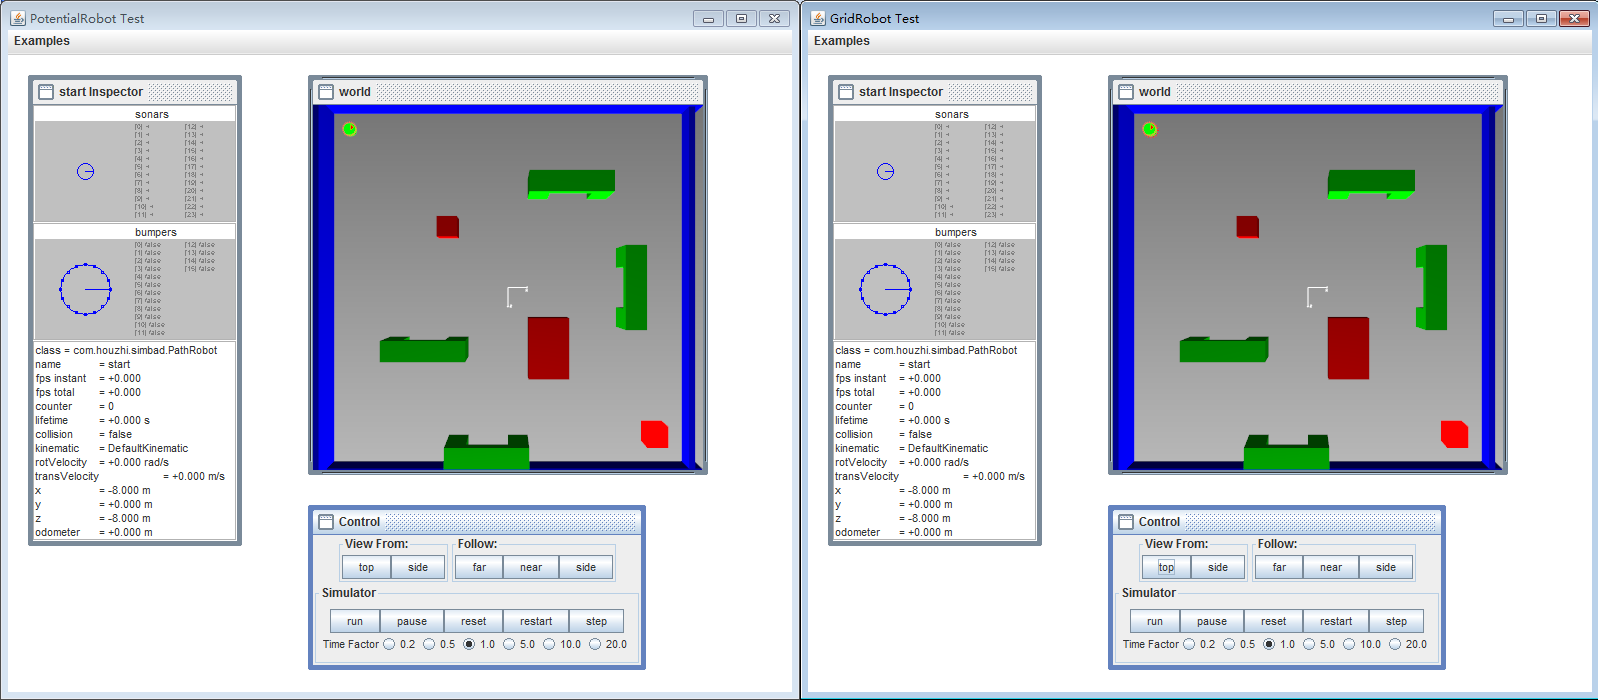 PotentialRobot Test
Examples
start Inspector
sonars
[0]
[1]
[2]
[3]
[4]
[5]
[6]
[7]
[8]
[9]
[10]
[11]
[12]
[13]
[14]
[15]
[16]
[17]
[18]
[19]
[20]
[21]
[22]
[23]
bumpers
[0] false
[1] false
[2] false
[3] false
[4] false
[5] false
[6] false
[7] false
[8] false
[9] false
[10] false
[11] false
[12] false
[13] false
[14] false
[15] false
class = com.houzhi.simbad.PathRobot
name = start
fps instant = +0.000
fps total = +0.000
counter = 0
lifetime = +0.000 s
collision = false
kinematic = DefaultKinematic
rotVelocity = +0.000 rad/s
transVelocity = +0.000 m/s
x = -8.000 m
y = +0.000 m
z = -8.000 m
odometer = +0.000 m
world
Control
View From: Follow:
top side far near side
Simulator
run pause reset restart step
Time Factor 0.2 0.5 1.0 5.0 10.0 20.0
GridRobot Test
Examples
start Inspector
sonars
[0]
[1]
[2]
[3]
[4]
[5]
[6]
[7]
[8]
[9]
[10]
[11]
[12]
[13]
[14]
[15]
[16]
[17]
[18]
[19]
[20]
[21]
[22]
[23]
bumpers
[0] false
[1] false
[2] false
[3] false
[4] false
[5] false
[6] false
[7] false
[8] false
[9] false
[10] false
[11] false
[12] false
[13] false
[14] false
[15] false
class = com.houzhi.simbad.PathRobot
name = start
fps instant = +0.000
fps total = +0.000
counter = 0
lifetime = +0.000 s
collision = false
kinematic = DefaultKinematic
rotVelocity = +0.000 rad/s
transVelocity = +0.000 m/s
x = -8.000 m
y = +0.000 m
z = -8.000 m
odometer = +0.000 m
world
Control
View From: Follow:
top side far near side
Simulator
run pause reset restart step
Time Factor 0.2 0.5 1.0 5.0 10.0 20.0